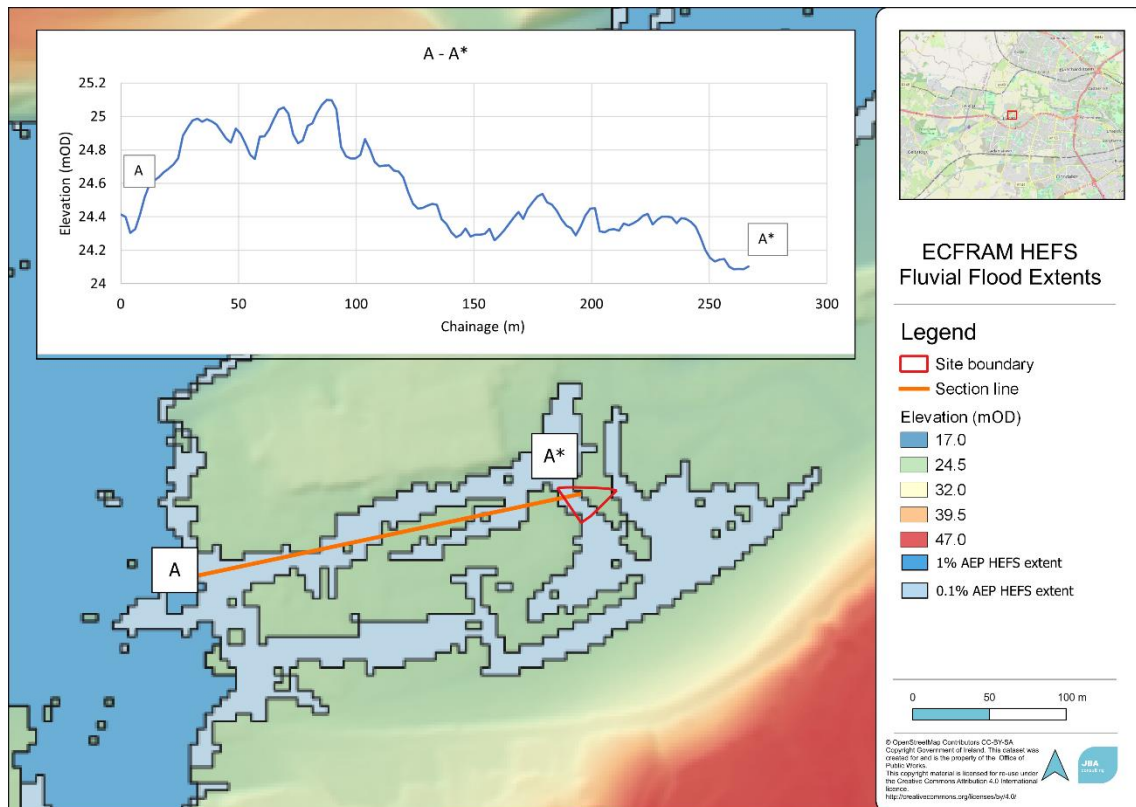 A - A*
25.2
25
24.8
24.6
24.4
24.2
24
Elevation (mOD)
A
A*
0
50
100
150
200
250
300
Chainage (m)
A*
A
ECFRAM HEFS
Fluvial Flood Extents
Legend
Site boundary
Section line
Elevation (mOD)
17.0
24.5
32.0
39.5
47.0
1% AEP HEFS extent
0.1% AEP HEFS extent
0
50
100 m
© OpenStreetMap Contributors CC-BY-SA
Copyright Government of Ireland. This dataset was
created for and is the property of the Office of
Public Works.
This copyright material is licensed for re-use under
the Creative Commons Attribution 4.0 International
licence.
http://creativecommons.org/licenses/by/4.0/
JBA
consulting